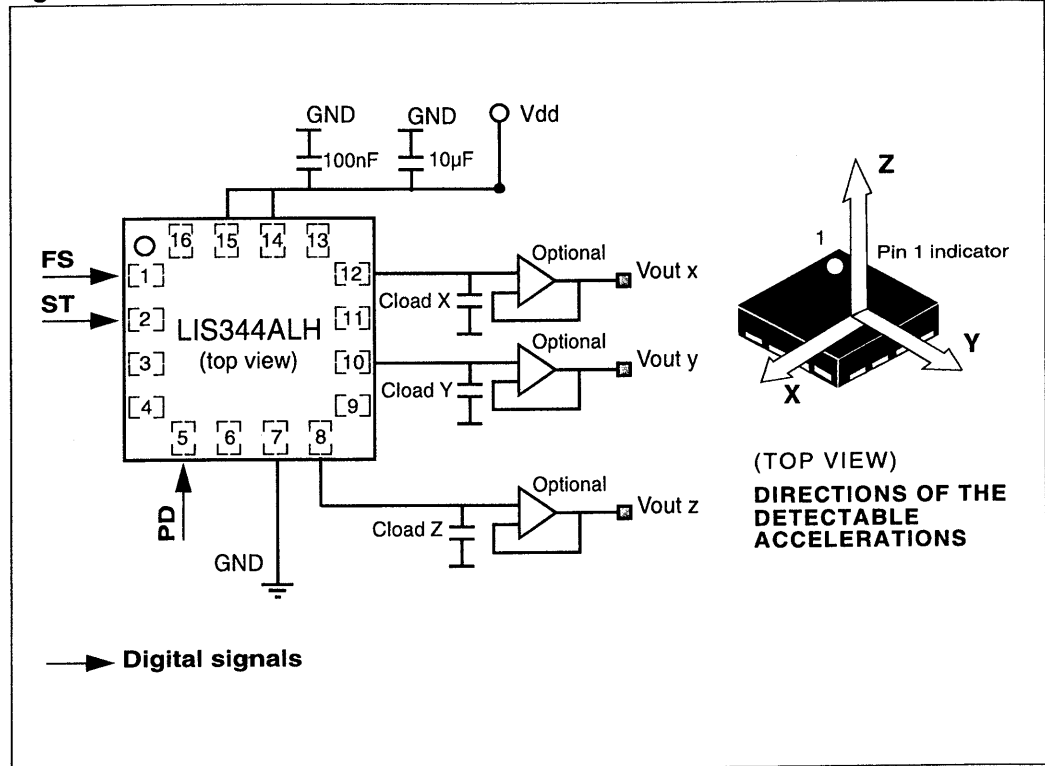 GND
GND
Vdd
100nF
10µF
FS
ST
16
15
14
13
1
2
3
4
12
11
10
9
5
6
7
8
LIS344ALH
(top view)
PD
GND
Optional
Vout x
Cload X
Optional
Vout y
Cload Y
Optional
Vout z
Cload Z
Digital signals
Z
1
Pin 1 indicator
Y
X
(TOP VIEW)
DIRECTIONS OF THE
DETECTABLE
ACCELERATIONS